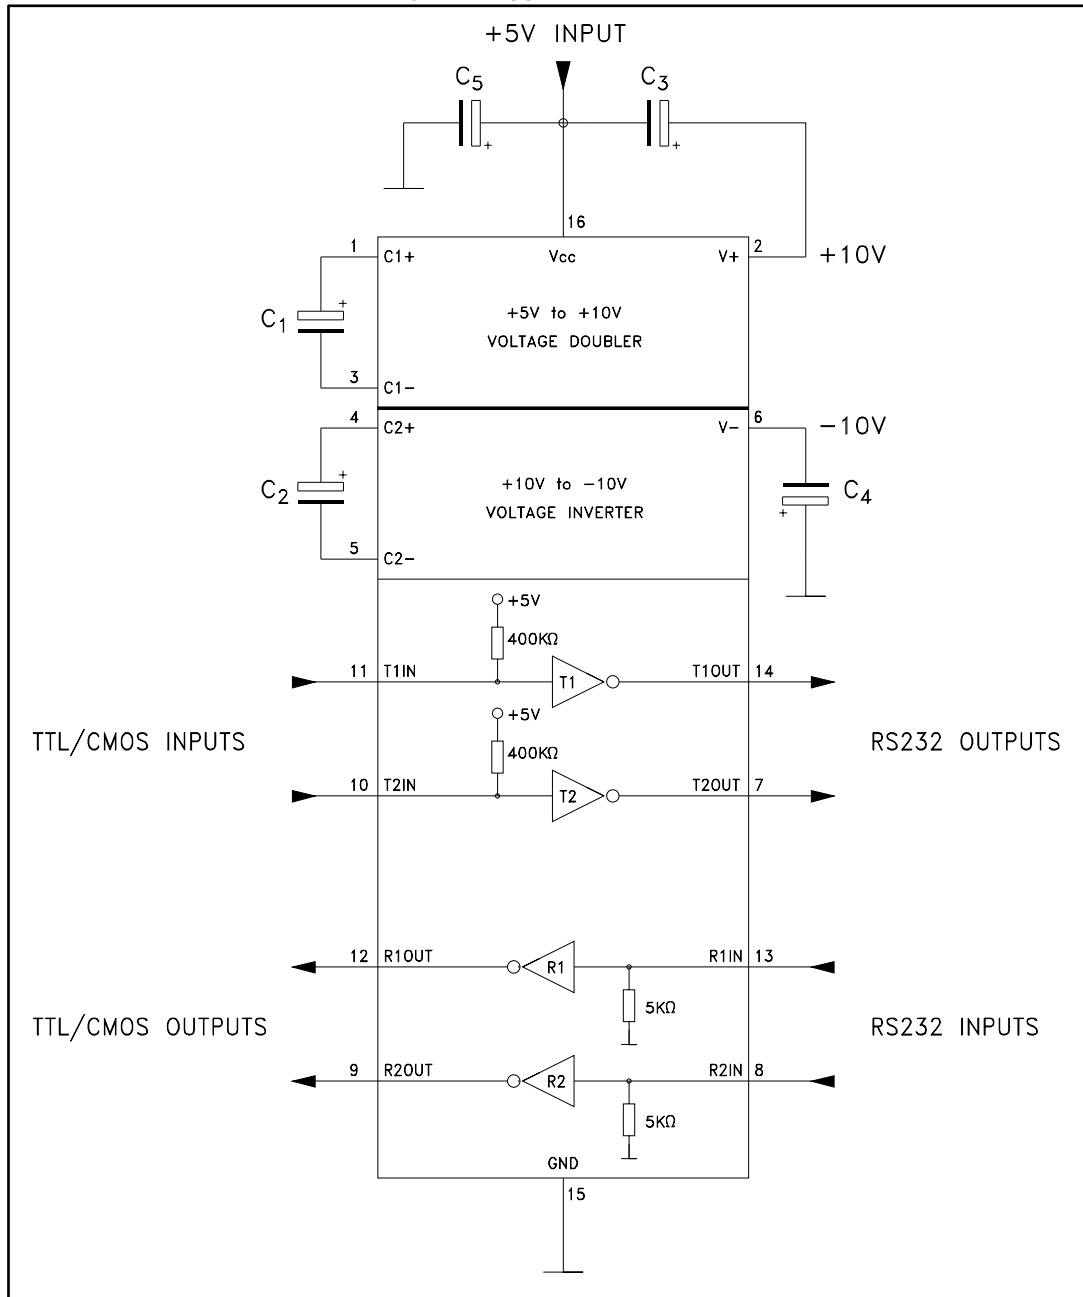 +5V INPUT
C5 C3
+ +
16
1 C1+ Vcc V+ 2 +10V
+
C1 +5V to +10V
VOLTAGE DOUBLER
3 C1-
4 C2+ V- 6 -10V
+
C2 +10V to -10V C4
VOLTAGE INVERTER +
5 C2-
+5V
400KΩ
11 T1IN T1 T1OUT 14
+5V
TTL/CMOS INPUTS RS232 OUTPUTS
400KΩ
10 T2IN T2 T2OUT 7
12 R1OUT R1 R1IN 13
5KΩ
TTL/CMOS OUTPUTS RS232 INPUTS
9 R2OUT R2 R2IN 8
5KΩ
GND
15